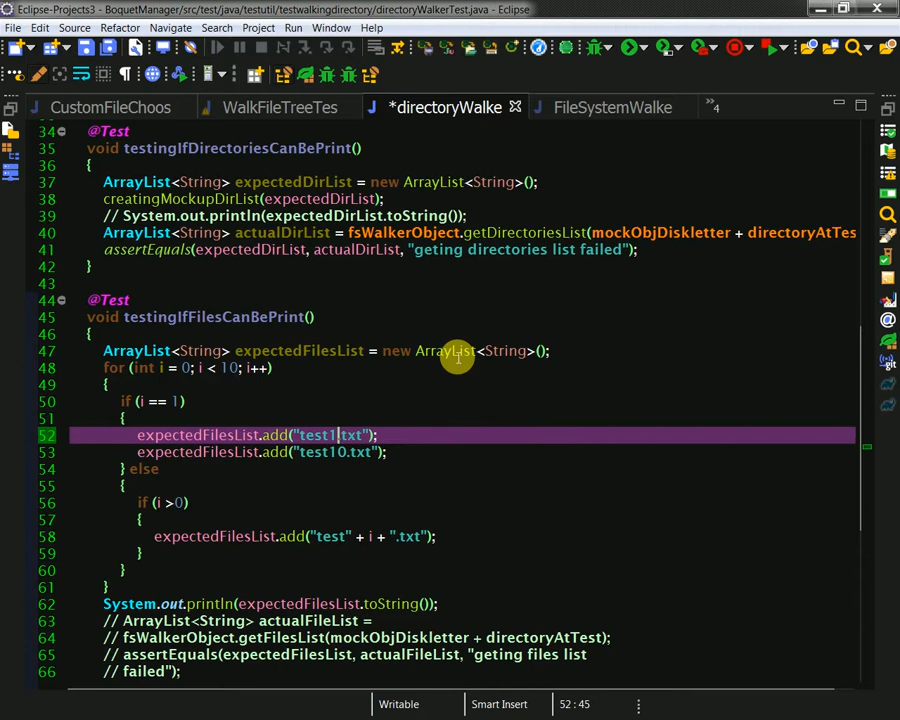 Eclipse-Projects3 - BoquetManager/src/test/java/testutil/testwalkingdirectory/directoryWalkerTest.java - Eclipse
File Edit Source Refactor Navigate Search Project Run Window Help
CustomFileChoos WalkFileTreeTes *directoryWalke FileSystemWalke »4
34 @Test
35 void testingIfDirectoriesCanBePrint()
36 {
37 ArrayList<String> expectedDirList = new ArrayList<String>();
38 creatingMockupDirList(expectedDirList);
39 // System.out.println(expectedDirList.toString());
40 ArrayList<String> actualDirList = fsWalkerObject.getDirectoriesList(mockObjDiskletter + directoryAtTes
41 assertEquals(expectedDirList, actualDirList, "geting directories list failed");
42 }
43
44 @Test
45 void testingIfFilesCanBePrint()
46 {
47 ArrayList<String> expectedFilesList = new ArrayList<String>();
48 for (int i = 0; i < 10; i++)
49 {
50 if (i == 1)
51 {
52 expectedFilesList.add("test1.txt");
53 expectedFilesList.add("test10.txt");
54 } else
55 {
56 if (i >0)
57 {
58 expectedFilesList.add("test" + i + ".txt");
59 }
60 }
61 }
62 System.out.println(expectedFilesList.toString());
63 // ArrayList<String> actualFileList =
64 // fsWalkerObject.getFilesList(mockObjDiskletter + directoryAtTest);
65 // assertEquals(expectedFilesList, actualFileList, "geting files list
66 // failed");
Writable Smart Insert 52 : 45